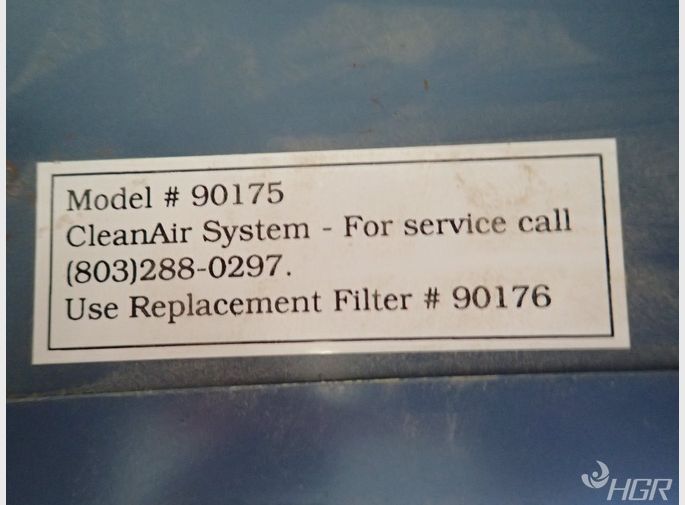 Model # 90175
CleanAir System - For service call
(803)288-0297.
Use Replacement Filter # 90176
HGR